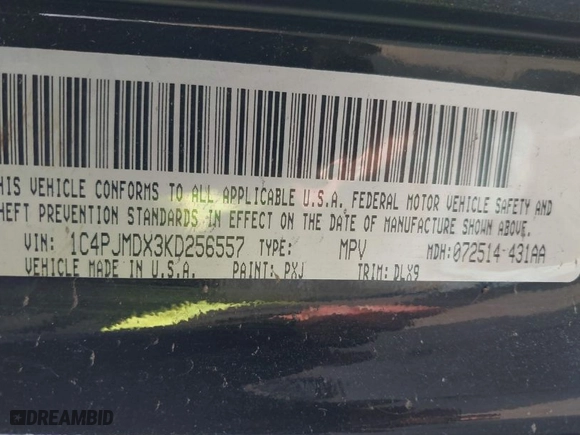 HIS VEHICLE CONFORMS TO ALL APPLICABLE U.S.A. FEDERAL MOTOR VEHICLE SAFETY AND
HEFT PREVENTION STANDARDS IN EFFECT ON THE DATE OF MANUFACTURE SHOWN ABOVE.
VIN: 1C4PJMDX3KD256557 TYPE: MPV MDH:072514-431AA
VEHICLE MADE IN U.S.A. PAINT: PXJ TRIM: DLX9
DREAMBID